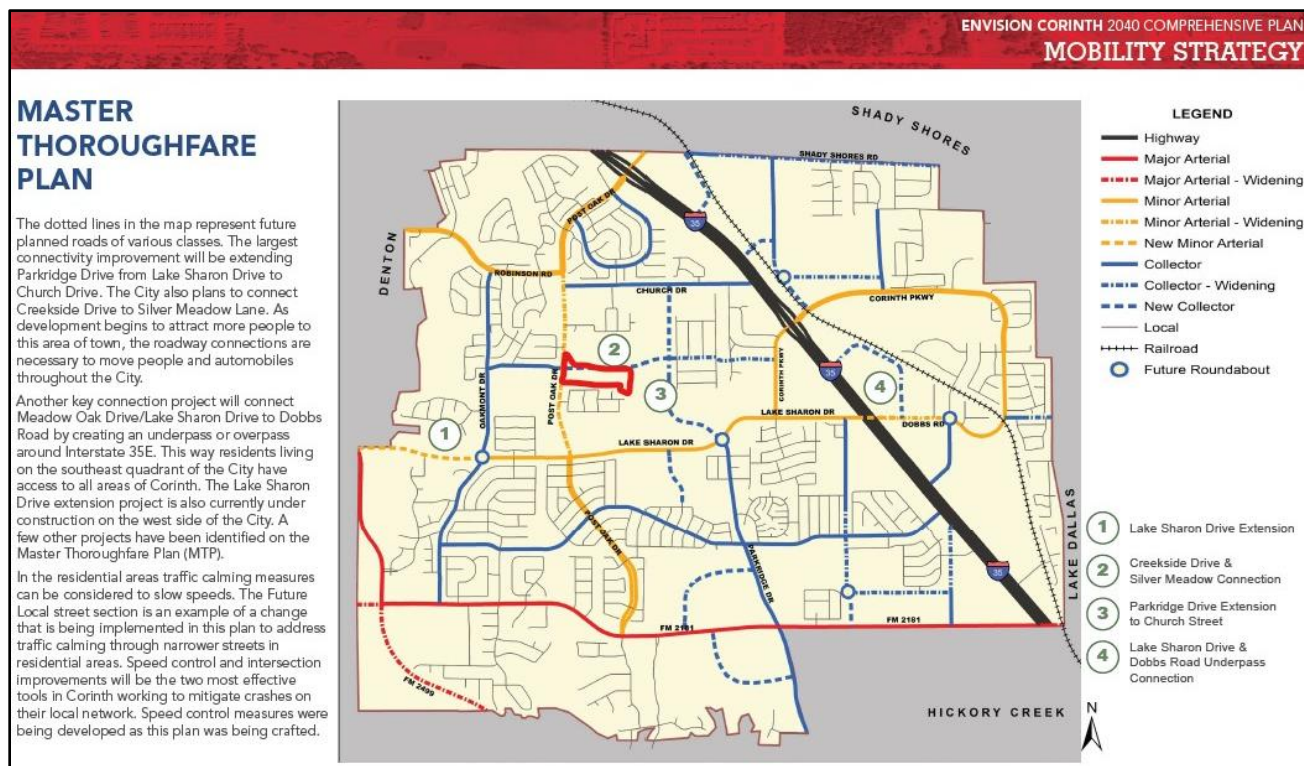 ENVISION CORINTH 2040 COMPREHENSIVE PLAN
MOBILITY STRATEGY
MASTER
THOROUGHFARE
PLAN
The dotted lines in the map represent future
planned roads of various classes. The largest
connectivity improvement will be extending
Parkridge Drive from Lake Sharon Drive to
Church Drive. The City also plans to connect
Creekside Drive to Silver Meadow Lane. As
development begins to attract more people to
this area of town, the roadway connections are
necessary to move people and automobiles
throughout the City.
Another key connection project will connect
Meadow Oak Drive/Lake Sharon Drive to Dobbs
Road by creating an underpass or overpass
around Interstate 35E. This way residents living
on the southeast quadrant of the City have
access to all areas of Corinth. The Lake Sharon
Drive extension project is also currently under
construction on the west side of the City. A
few other projects have been identified on the
Master Thoroughfare Plan (MTP).
In the residential areas traffic calming measures
can be considered to slow speeds. The Future
Local street section is an example of a change
that is being implemented in this plan to address
traffic calming through narrower streets in
residential areas. Speed control and intersection
improvements will be the two most effective
tools in Corinth working to mitigate crashes on
their local network. Speed control measures were
being developed as this plan was being crafted.
SHADY SHORES
SHADY SHORES RD
POST OAK DR
35
DENTON
ROBINSON RD
CHURCH DR
CORINTH PKWY
2
CORINTH PKWY
35
POST OAK DR
OAKMONT DR
3
4
LAKE SHARON DR
DOBBS RD
1
LAKE SHARON DR
POST OAK DR
PARKRIDGE DR
35
LAKE DALLAS
FM 2181
FM 2181
FM 2499
HICKORY CREEK
LEGEND
Highway
Major Arterial
Major Arterial - Widening
Minor Arterial
Minor Arterial - Widening
New Minor Arterial
Collector
Collector - Widening
New Collector
Local
Railroad
Future Roundabout
1 Lake Sharon Drive Extension
2 Creekside Drive &
Silver Meadow Connection
3 Parkridge Drive Extension
to Church Street
4 Lake Sharon Drive &
Dobbs Road Underpass
Connection
N